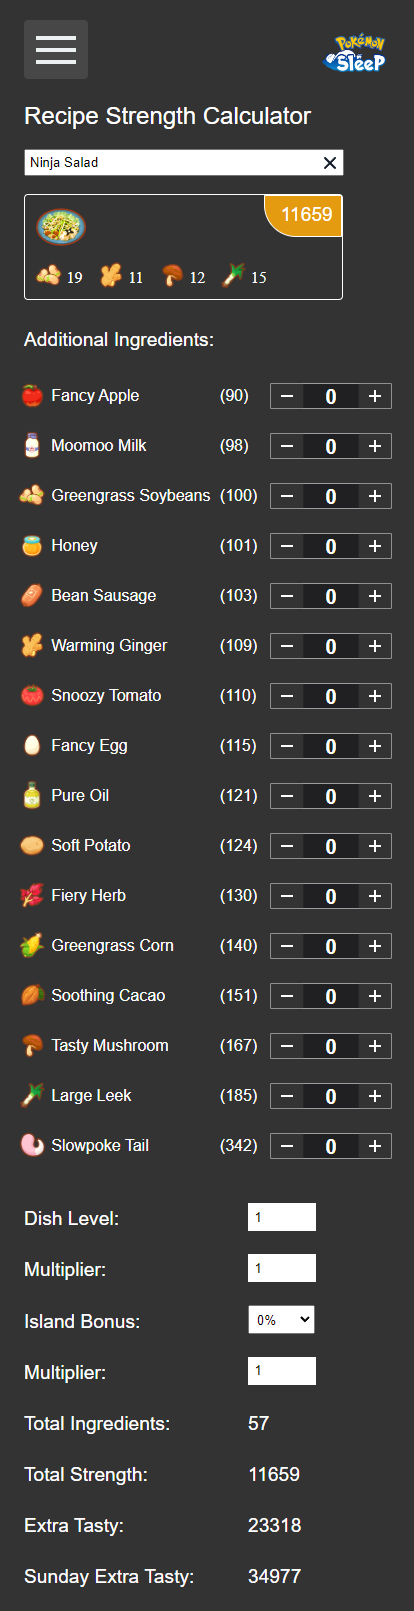 Pokémon
Sleep
Recipe Strength Calculator
Ninja Salad
11659
19 11 12 15
Additional Ingredients:
Fancy Apple (90) − 0 +
Moomoo Milk (98) − 0 +
Greengrass Soybeans (100) − 0 +
Honey (101) − 0 +
Bean Sausage (103) − 0 +
Warming Ginger (109) − 0 +
Snoozy Tomato (110) − 0 +
Fancy Egg (115) − 0 +
Pure Oil (121) − 0 +
Soft Potato (124) − 0 +
Fiery Herb (130) − 0 +
Greengrass Corn (140) − 0 +
Soothing Cacao (151) − 0 +
Tasty Mushroom (167) − 0 +
Large Leek (185) − 0 +
Slowpoke Tail (342) − 0 +
Dish Level: 1
Multiplier: 1
Island Bonus: 0%
Multiplier: 1
Total Ingredients: 57
Total Strength: 11659
Extra Tasty: 23318
Sunday Extra Tasty: 34977